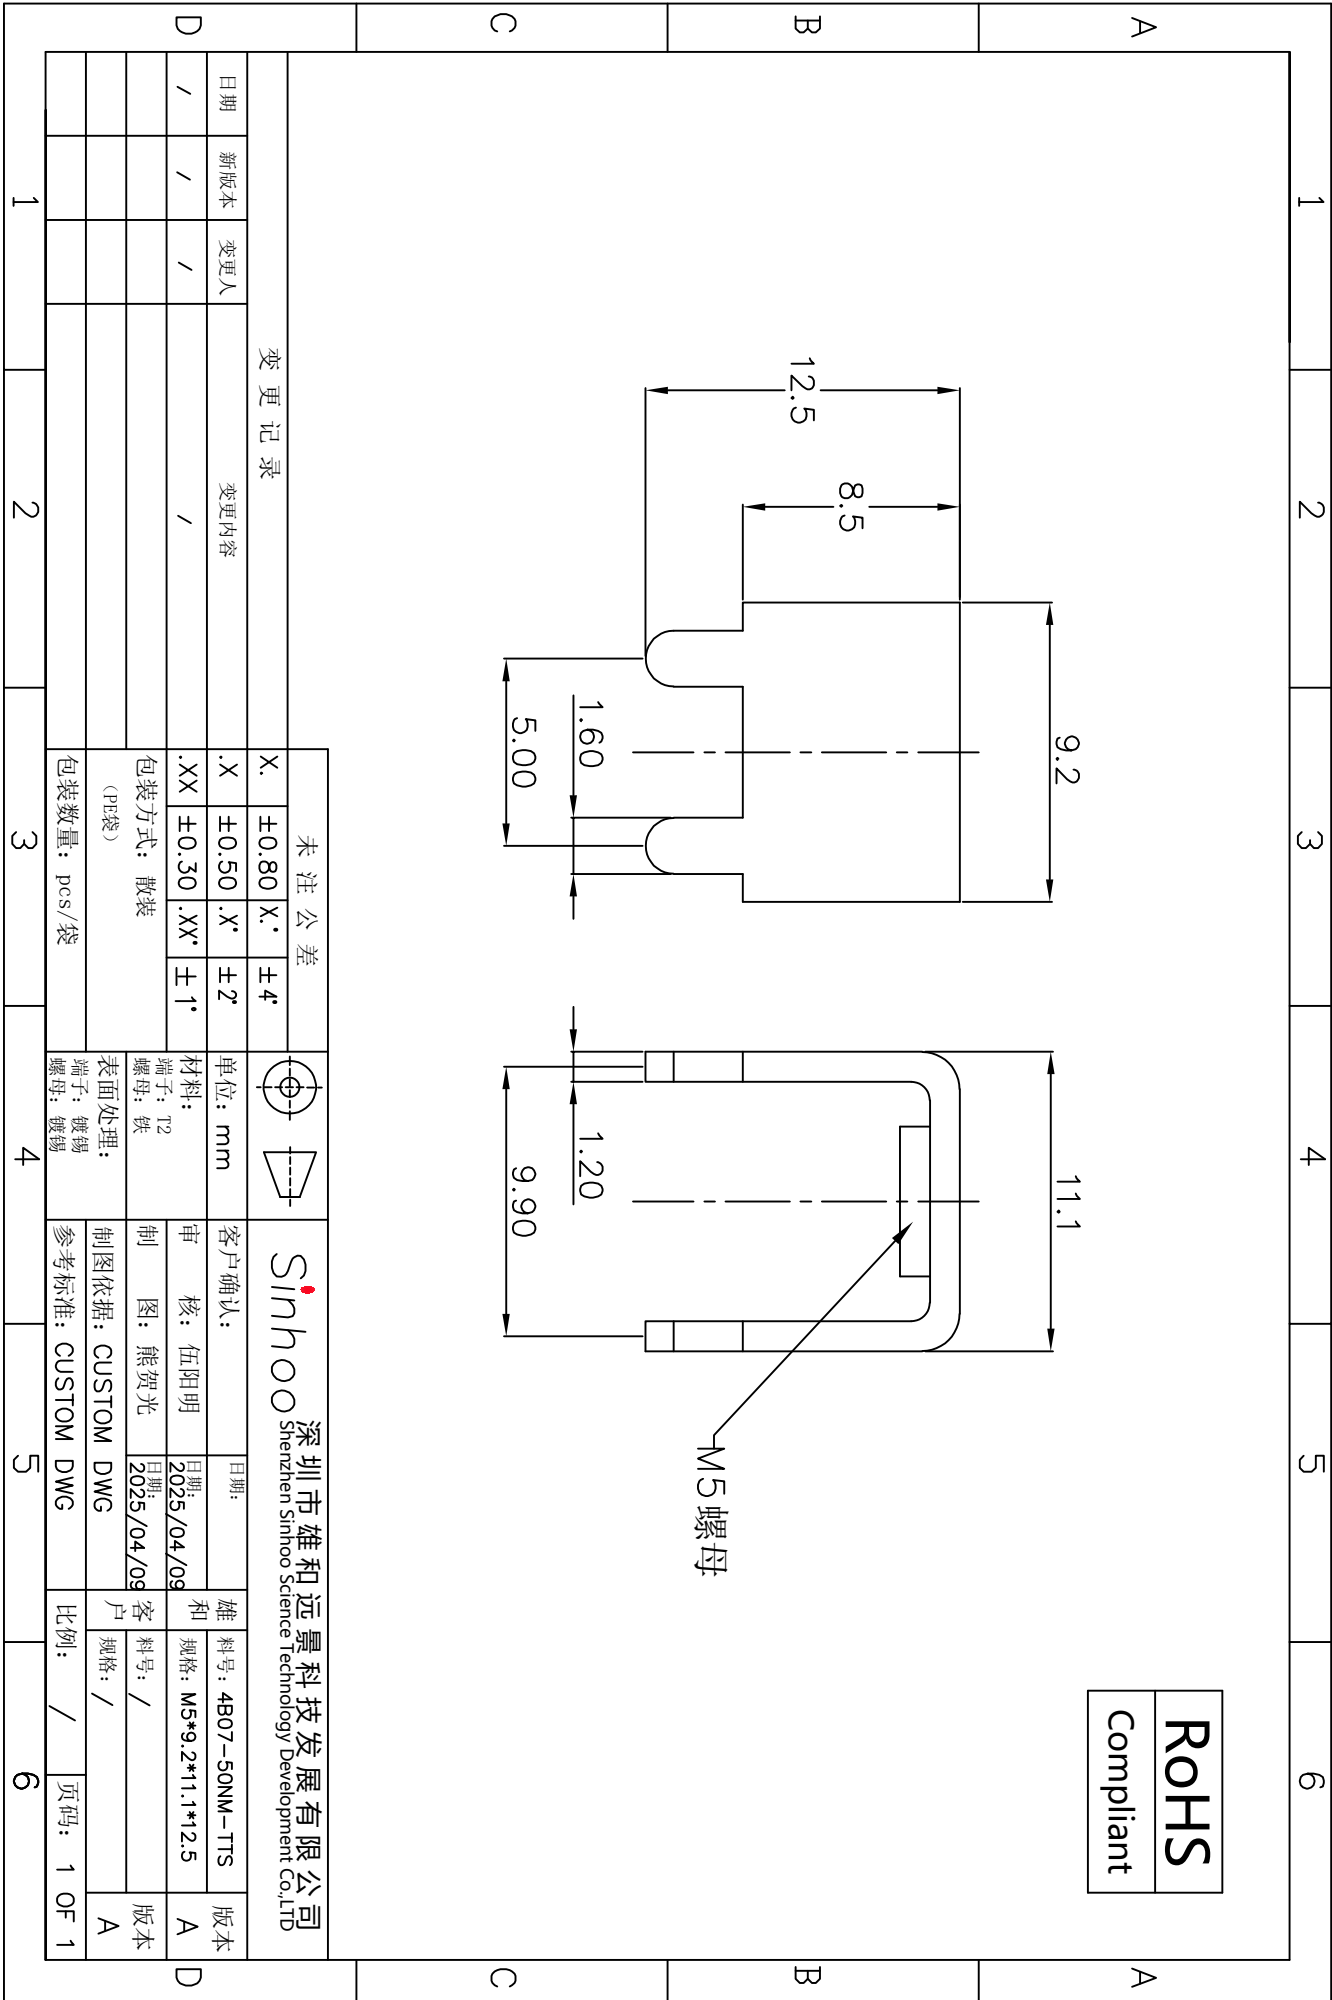 1 2 3 4 5 6
A
B
C
D
A
B
C
D
RoHS
Compliant
9.2
11.1
12.5
8.5
1.60
5.00
1.20
9.90
M5螺母
变更记录
日期 新版本 变更人 变更内容
/ / / /
未注公差
X. ±0.80 X.° ±4°
.X ±0.50 .X° ±2°
.XX ±0.30 .XX° ±1°
包装方式: 散装
(PE袋)
包装数量: pcs/袋
单位: mm
材料:
端子: T2
螺母: 铁
表面处理:
端子: 镀锡
螺母: 镀锡
Sinhoo
深圳市雄和远景科技发展有限公司
Shenzhen Sinhoo Science Technology Development Co.,LTD
客户确认: 日期:
审核: 伍阳明 日期: 2025/04/09
制图: 熊贺光 日期: 2025/04/09
制图依据: CUSTOM DWG
参考标准: CUSTOM DWG
雄和
料号: 4B07-50NM-TTS
规格: M5*9.2*11.1*12.5
版本
A
客户
料号: /
规格: /
版本
A
比例: /
页码: 1 OF 1
1 2 3 4 5 6